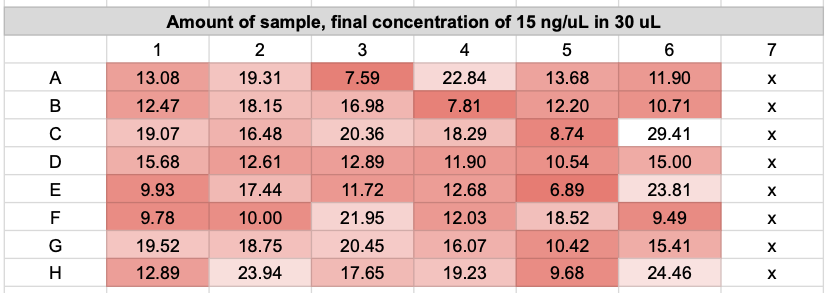 Amount of sample, final concentration of 15 ng/uL in 30 uL
1 2 3 4 5 6 7
A 13.08 19.31 7.59 22.84 13.68 11.90 x
B 12.47 18.15 16.98 7.81 12.20 10.71 x
C 19.07 16.48 20.36 18.29 8.74 29.41 x
D 15.68 12.61 12.89 11.90 10.54 15.00 x
E 9.93 17.44 11.72 12.68 6.89 23.81 x
F 9.78 10.00 21.95 12.03 18.52 9.49 x
G 19.52 18.75 20.45 16.07 10.42 15.41 x
H 12.89 23.94 17.65 19.23 9.68 24.46 x